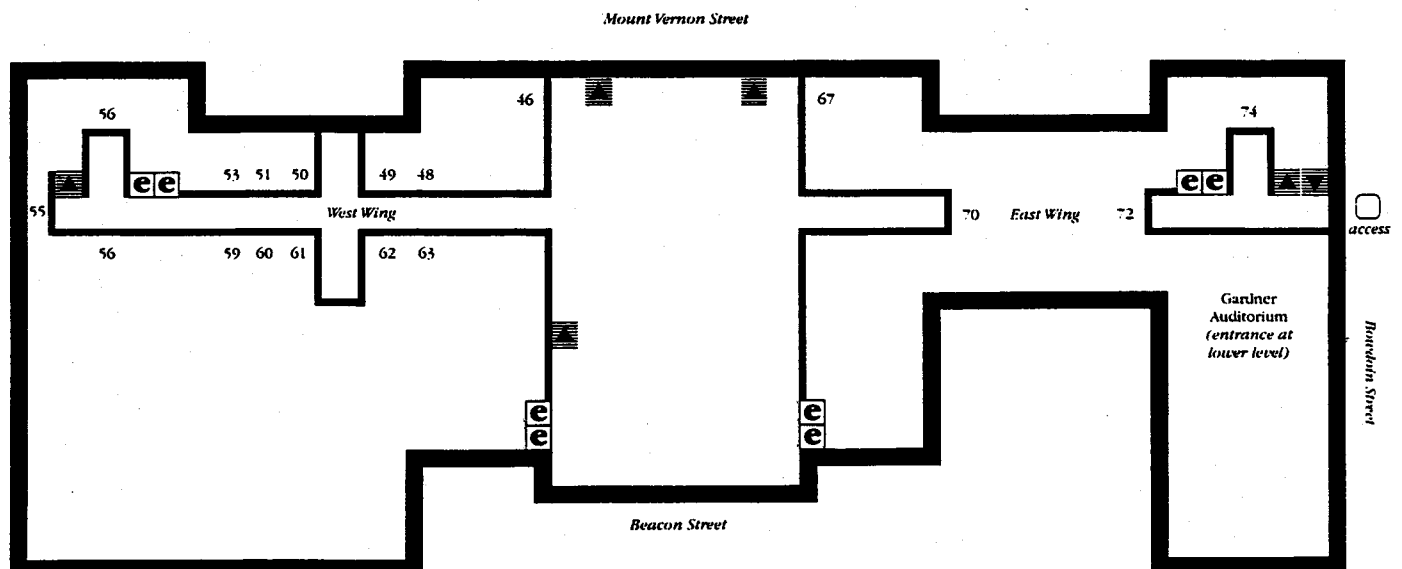 Mount Vernon Street
46
67
56
74
53 51 50 49 48
e e
e e
55
West Wing
70
East Wing
72
access
56
59 60 61 62 63
Gardner
Auditorium
(entrance at
lower level)
Bowdoin Street
e
e
e
e
Beacon Street